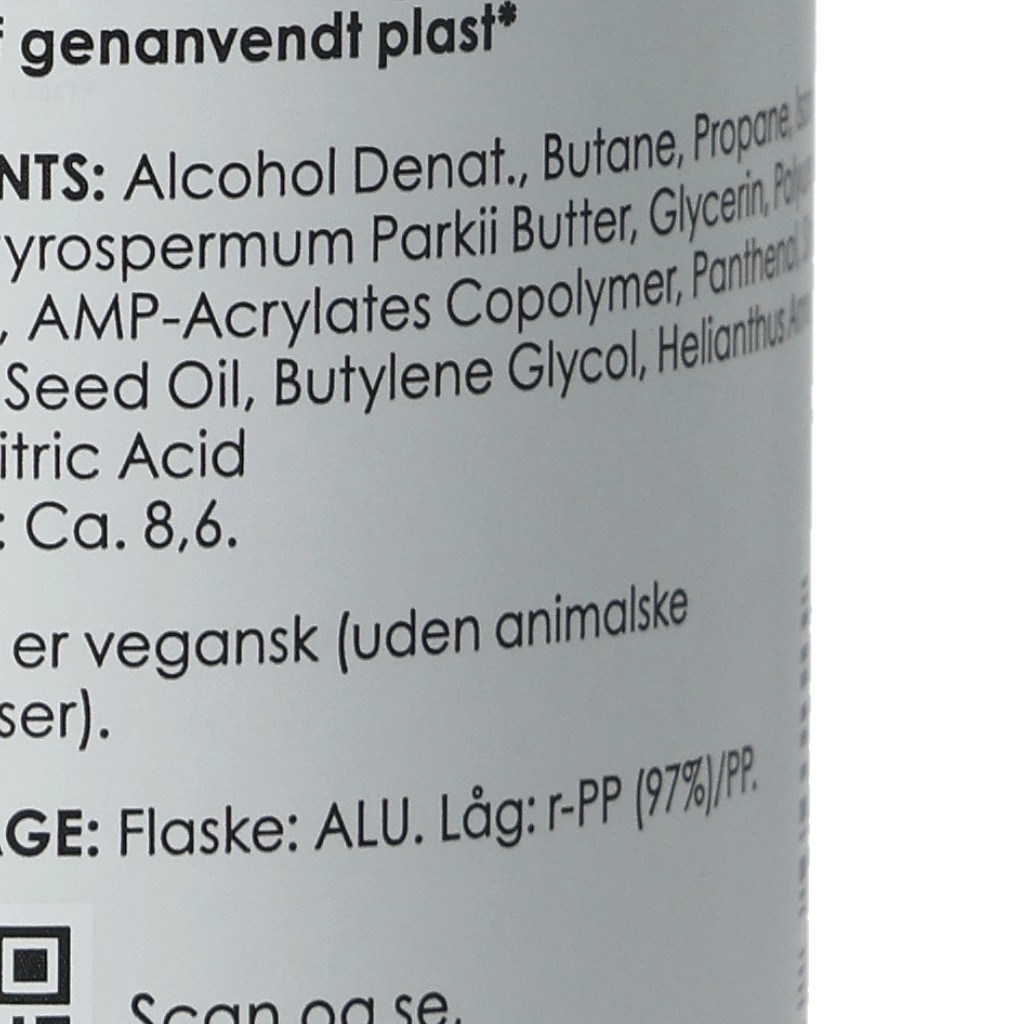 genanvendt plast*
NTS: Alcohol Denat., Butane, Propane,
yrospermum Parkii Butter, Glycerin,
, AMP-Acrylates Copolymer, Panthenol,
Seed Oil, Butylene Glycol, Helianthus
itric Acid
: Ca. 8,6.
er vegansk (uden animalske
ser).
GE: Flaske: ALU. Låg: r-PP (97%)/PP.
Scan og se,